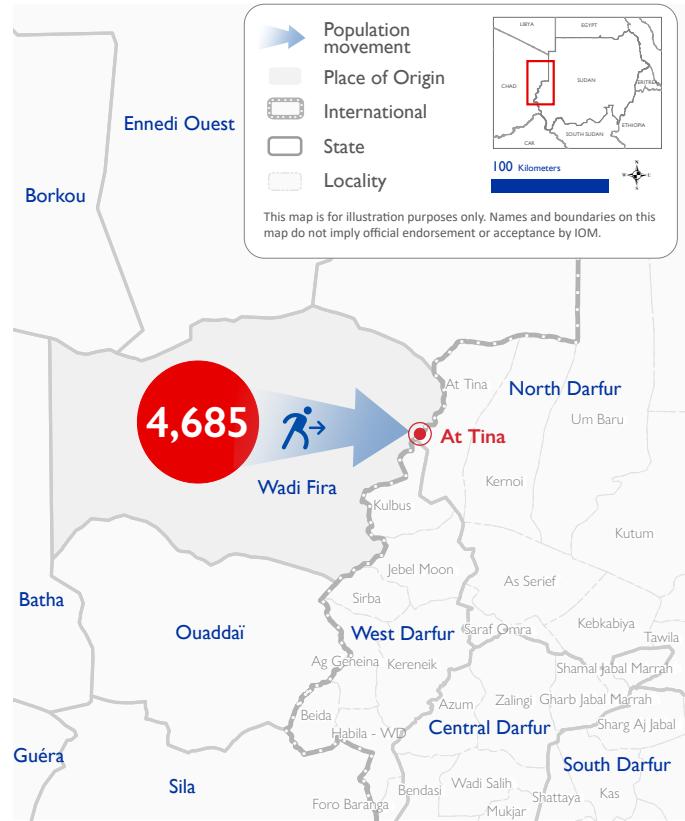 Population
movement
Place of Origin
International
State
Locality
LIBYA
EGYPT
CHAD
SUDAN
ERITREA
ETHIOPIA
SOUTH SUDAN
CAR
100 Kilometers
N
W
E
S
This map is for illustration purposes only. Names and boundaries on this
map do not imply official endorsement or acceptance by IOM.
Ennedi Ouest
Borkou
At Tina
North Darfur
Um Baru
4,685
At Tina
Wadi Fira
Kernoi
Kulbus
Kutum
Jebel Moon
As Serief
Sirba
Batha
Ouaddaï
West Darfur
Saraf Omra
Kebkabiya
Tawila
Ag Geneina
Kereneik
Shamal Jabal Marrah
Azum
Zalingi
Gharb Jabal Marrah
Beida
Habila - WD
Central Darfur
Sharg Aj Jabal
Guéra
South Darfur
Sila
Bendasi
Wadi Salih
Shattaya
Kas
Foro Baranga
Mukjar